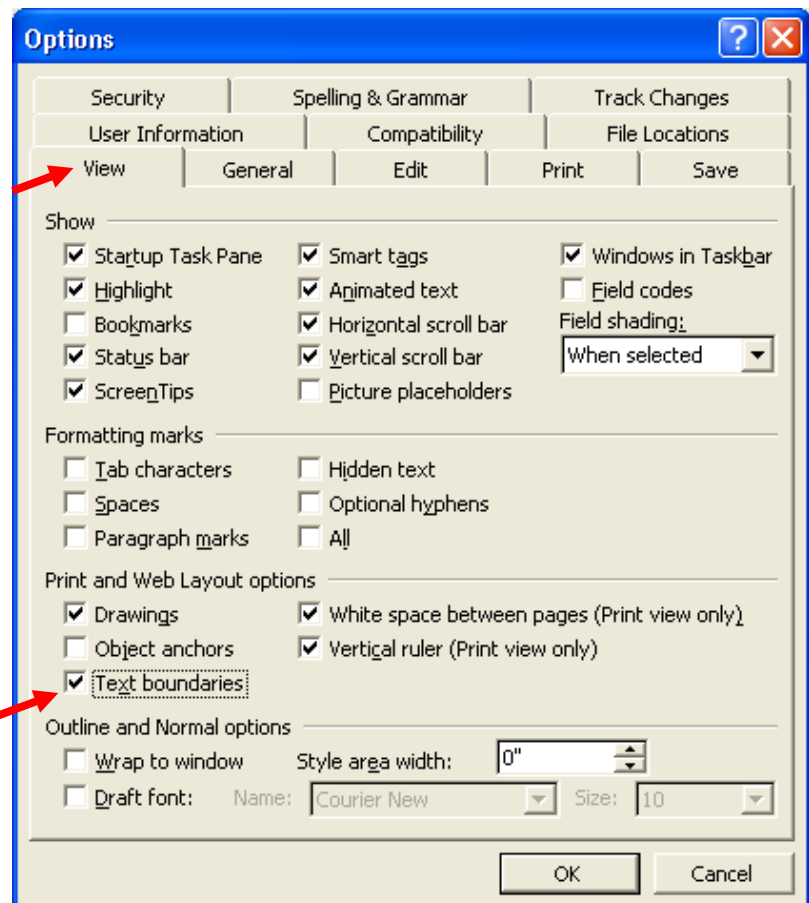 Options
Security Spelling & Grammar Track Changes
User Information Compatibility File Locations
View General Edit Print Save
Show
Startup Task Pane Smart tags Windows in Taskbar
Highlight Animated text Field codes
Bookmarks Horizontal scroll bar Field shading:
Status bar Vertical scroll bar When selected
ScreenTips Picture placeholders
Formatting marks
Tab characters Hidden text
Spaces Optional hyphens
Paragraph marks All
Print and Web Layout options
Drawings White space between pages (Print view only)
Object anchors Vertical ruler (Print view only)
Text boundaries
Outline and Normal options
Wrap to window Style area width: 0"
Draft font: Name: Courier New Size: 10
OK Cancel